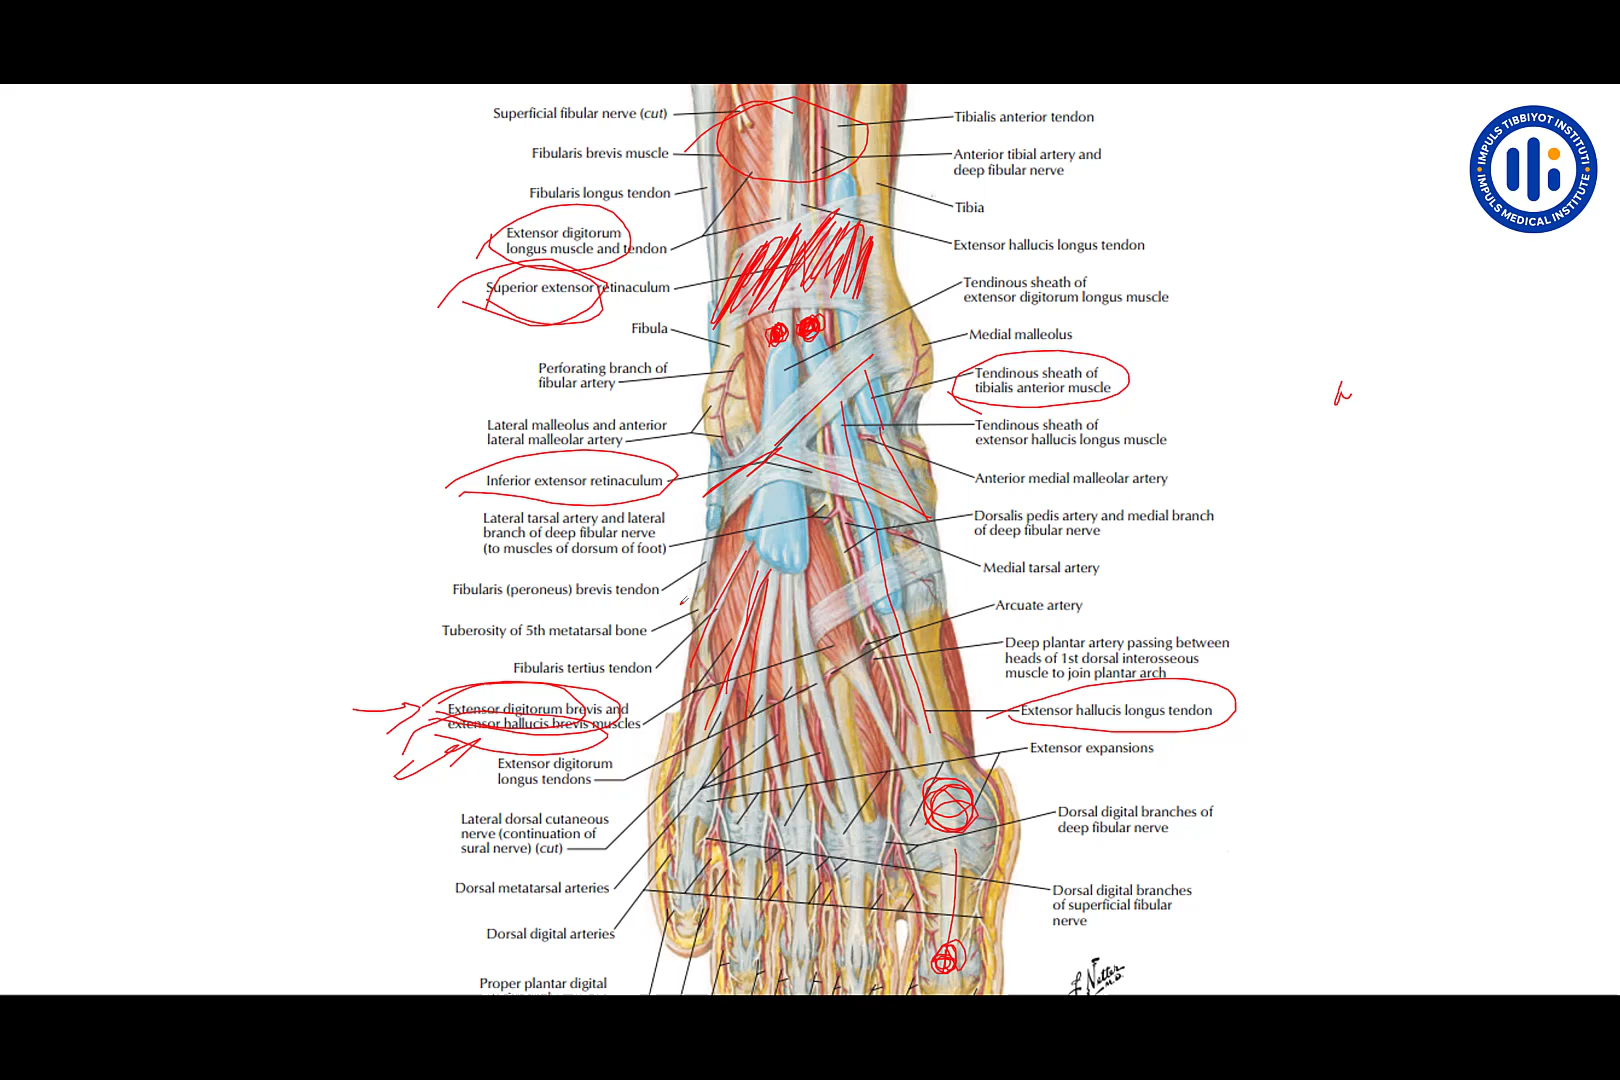 Superficial fibular nerve (cut)
Fibularis brevis muscle
Fibularis longus tendon
Extensor digitorum
longus muscle and tendon
Superior extensor retinaculum
Fibula
Perforating branch of
fibular artery
Lateral malleolus and anterior
lateral malleolar artery
Inferior extensor retinaculum
Lateral tarsal artery and lateral
branch of deep fibular nerve
(to muscles of dorsum of foot)
Fibularis (peroneus) brevis tendon
Tuberosity of 5th metatarsal bone
Fibularis tertius tendon
Extensor digitorum brevis and
extensor hallucis brevis muscles
Extensor digitorum
longus tendons
Lateral dorsal cutaneous
nerve (continuation of
sural nerve) (cut)
Dorsal metatarsal arteries
Dorsal digital arteries
Proper plantar digital
Tibialis anterior tendon
Anterior tibial artery and
deep fibular nerve
Tibia
Extensor hallucis longus tendon
Tendinous sheath of
extensor digitorum longus muscle
Medial malleolus
Tendinous sheath of
tibialis anterior muscle
Tendinous sheath of
extensor hallucis longus muscle
Anterior medial malleolar artery
Dorsalis pedis artery and medial branch
of deep fibular nerve
Medial tarsal artery
Arcuate artery
Deep plantar artery passing between
heads of 1st dorsal interosseous
muscle to join plantar arch
Extensor hallucis longus tendon
Extensor expansions
Dorsal digital branches of
deep fibular nerve
Dorsal digital branches
of superficial fibular
nerve
F. Netter
M.D.
IMPULS TIBBIYOT INSTITUTI
IMPULS MEDICAL INSTITUTE